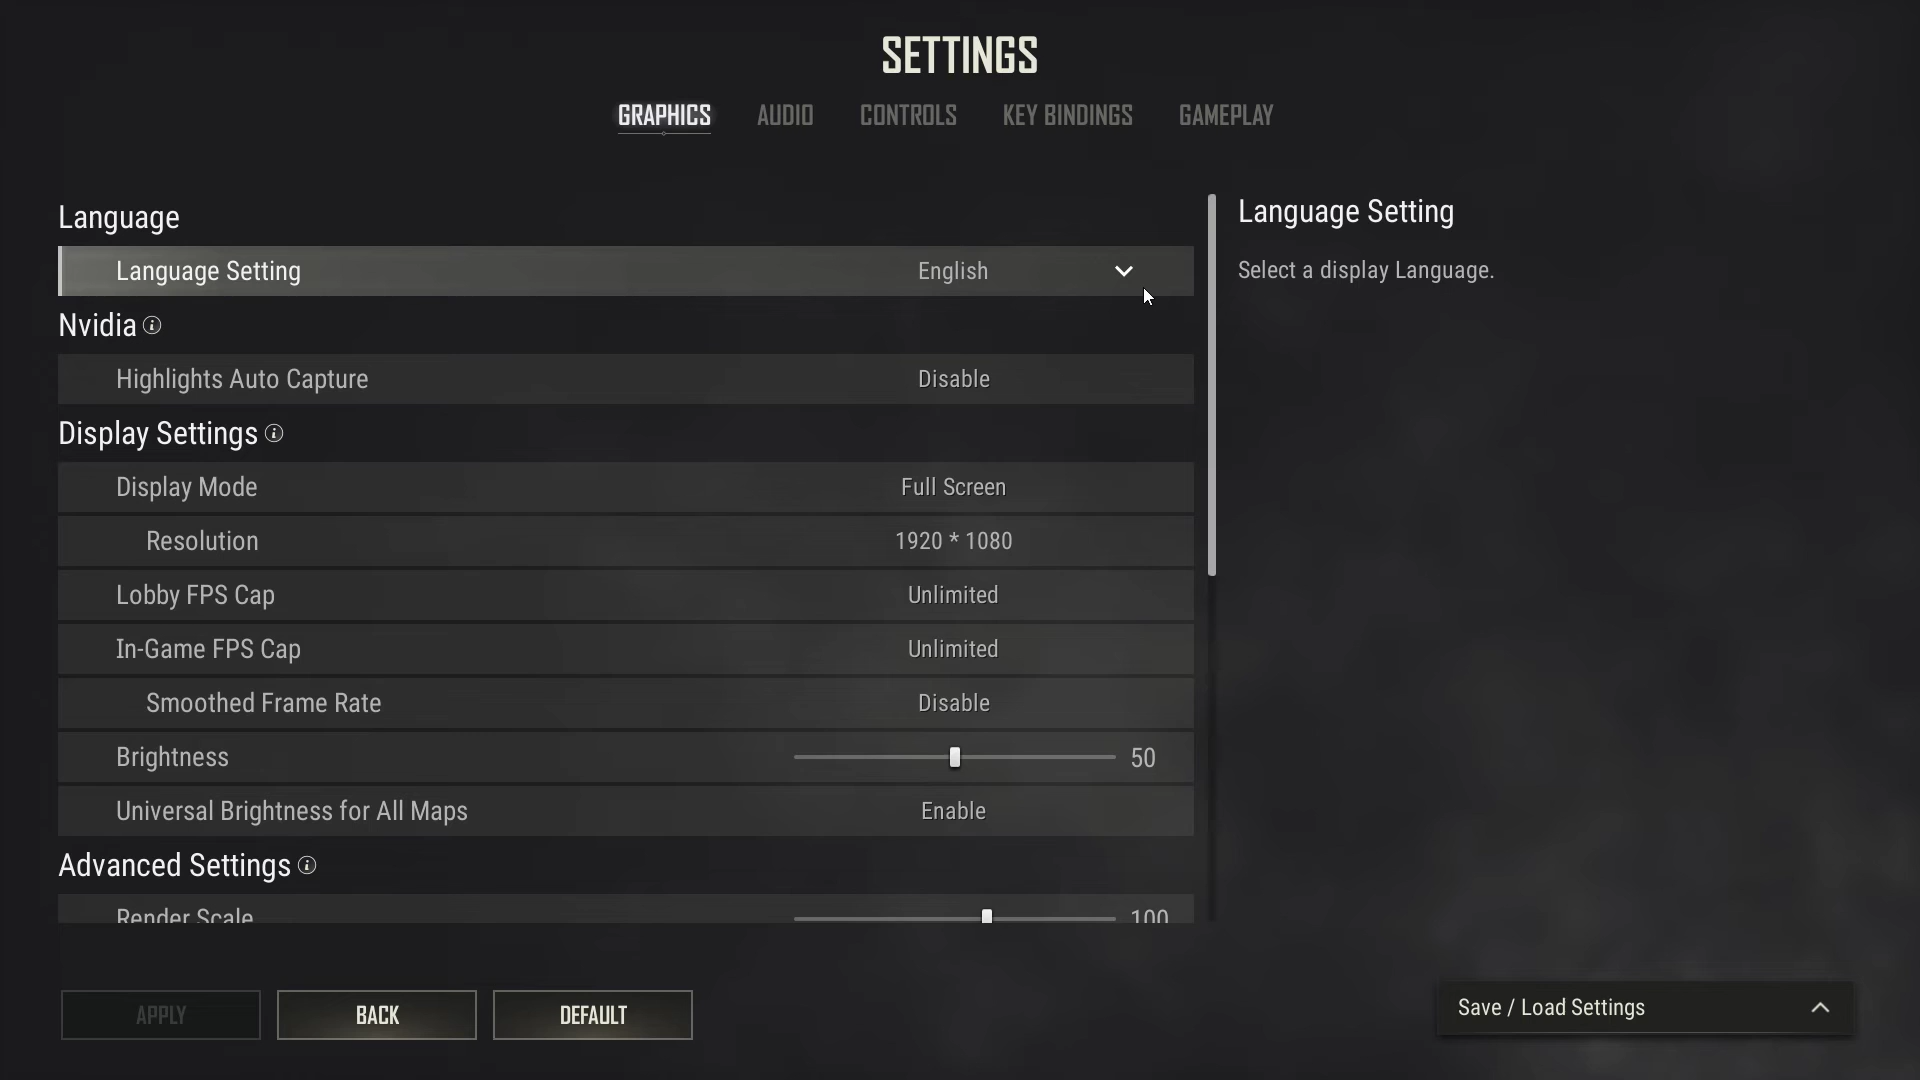 SETTINGS
GRAPHICS AUDIO CONTROLS KEY BINDINGS GAMEPLAY
Language
Language Setting English
Nvidia
Highlights Auto Capture Disable
Display Settings
Display Mode Full Screen
Resolution 1920 * 1080
Lobby FPS Cap Unlimited
In-Game FPS Cap Unlimited
Smoothed Frame Rate Disable
Brightness 50
Universal Brightness for All Maps Enable
Advanced Settings
Render Scale 100
Language Setting
Select a display Language.
APPLY BACK DEFAULT
Save / Load Settings